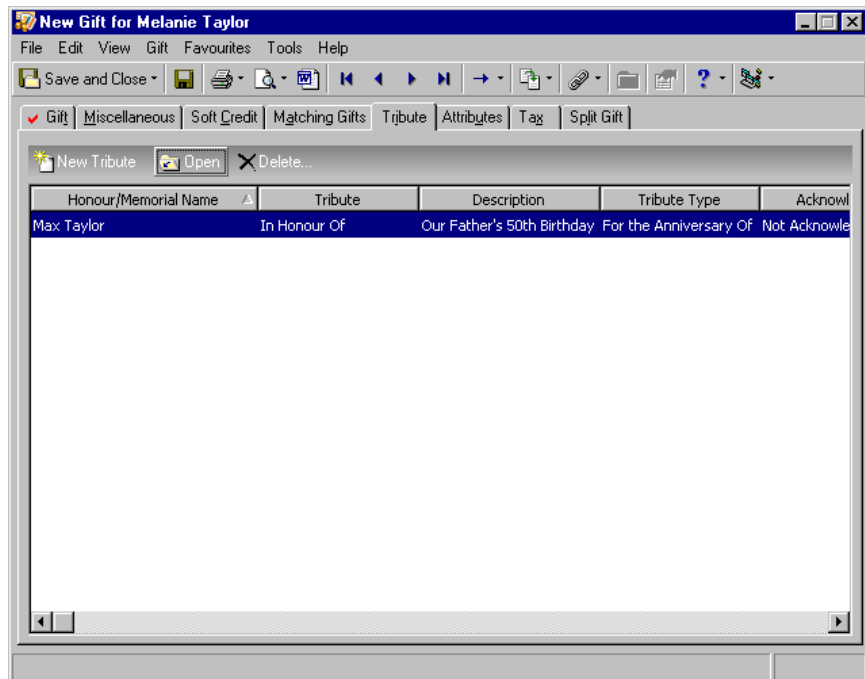 New Gift for Melanie Taylor
File Edit View Gift Favourites Tools Help
Save and Close
Gift Miscellaneous Soft Credit Matching Gifts Tribute Attributes Tax Split Gift
New Tribute Open Delete...
Honour/Memorial Name Tribute Description Tribute Type Acknowl
Max Taylor In Honour Of Our Father's 50th Birthday For the Anniversary Of Not Acknowle